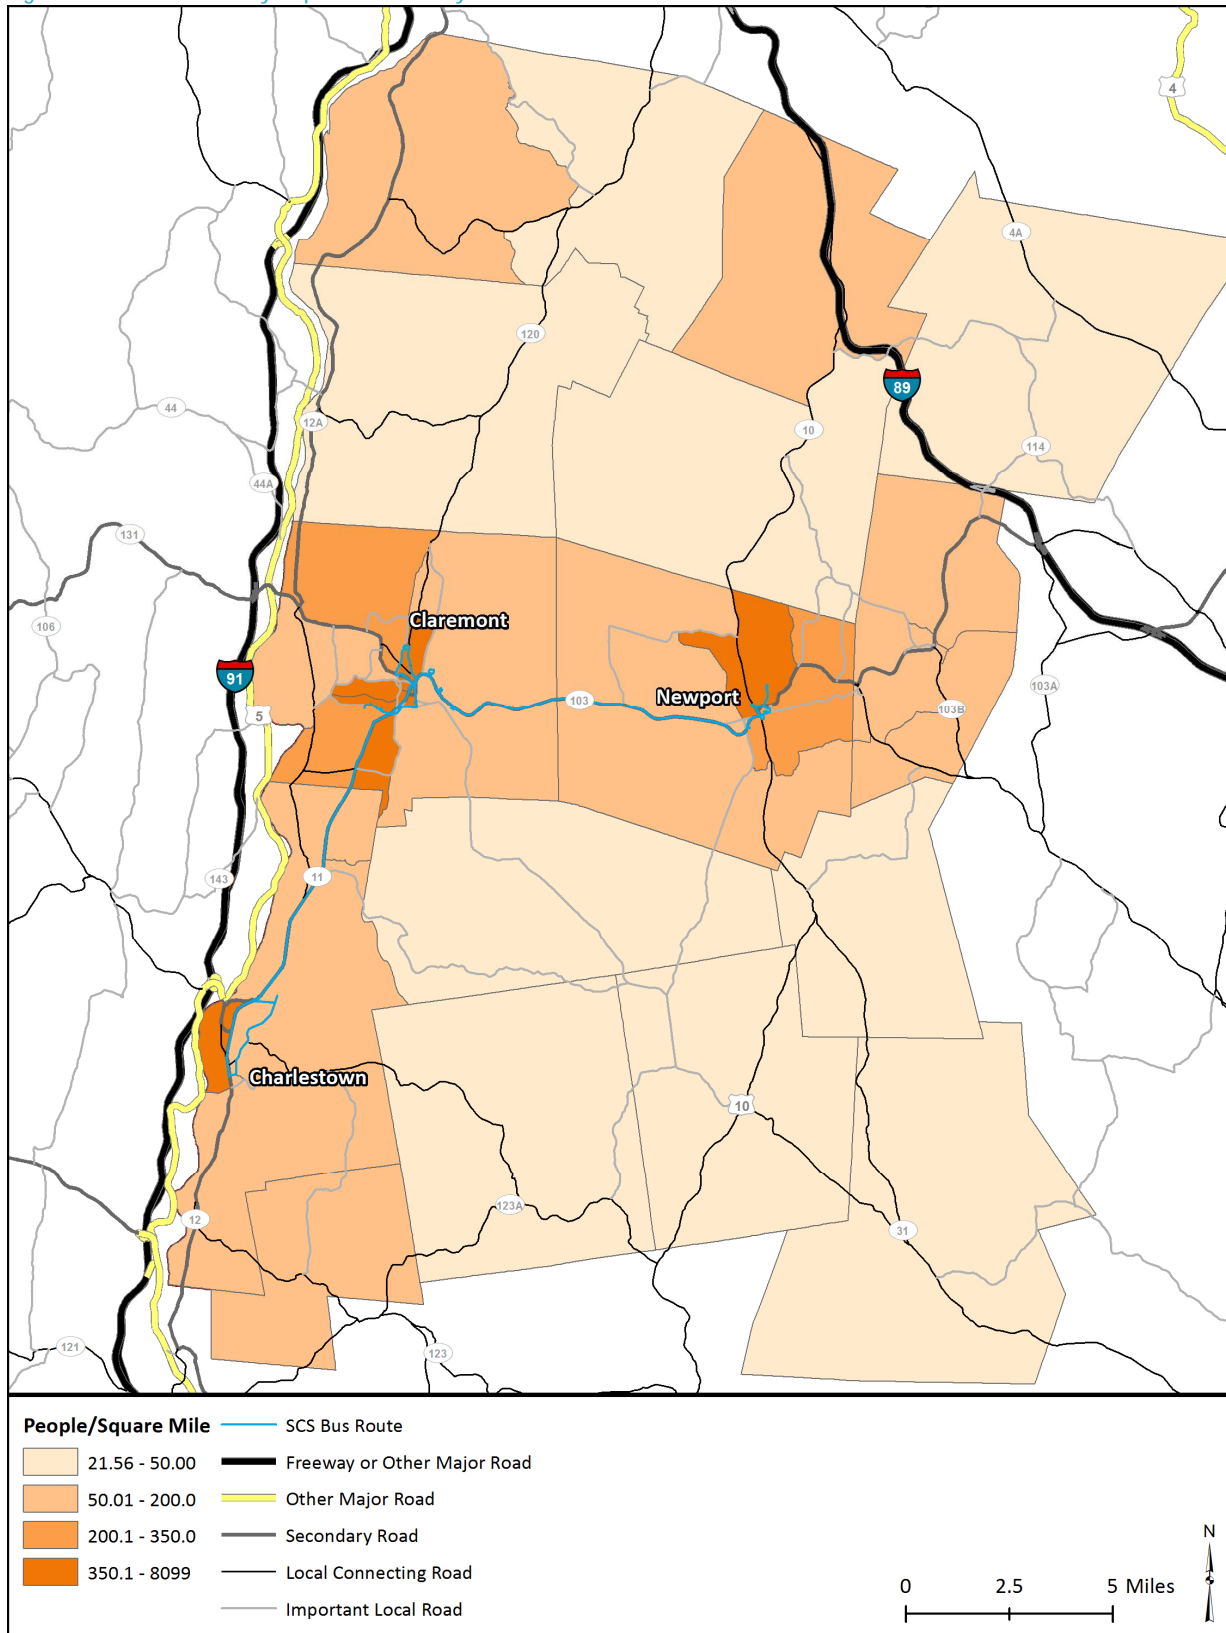 4
4A
120
89
44
12A
10
114
44A
131
Claremont
106
91
Newport
103A
103
103B
5
11
143
Charlestown
10
123A
12
31
121
123
People/Square Mile
SCS Bus Route
21.56 - 50.00
Freeway or Other Major Road
50.01 - 200.0
Other Major Road
200.1 - 350.0
Secondary Road
350.1 - 8099
Local Connecting Road
Important Local Road
N
0 2.5 5 Miles